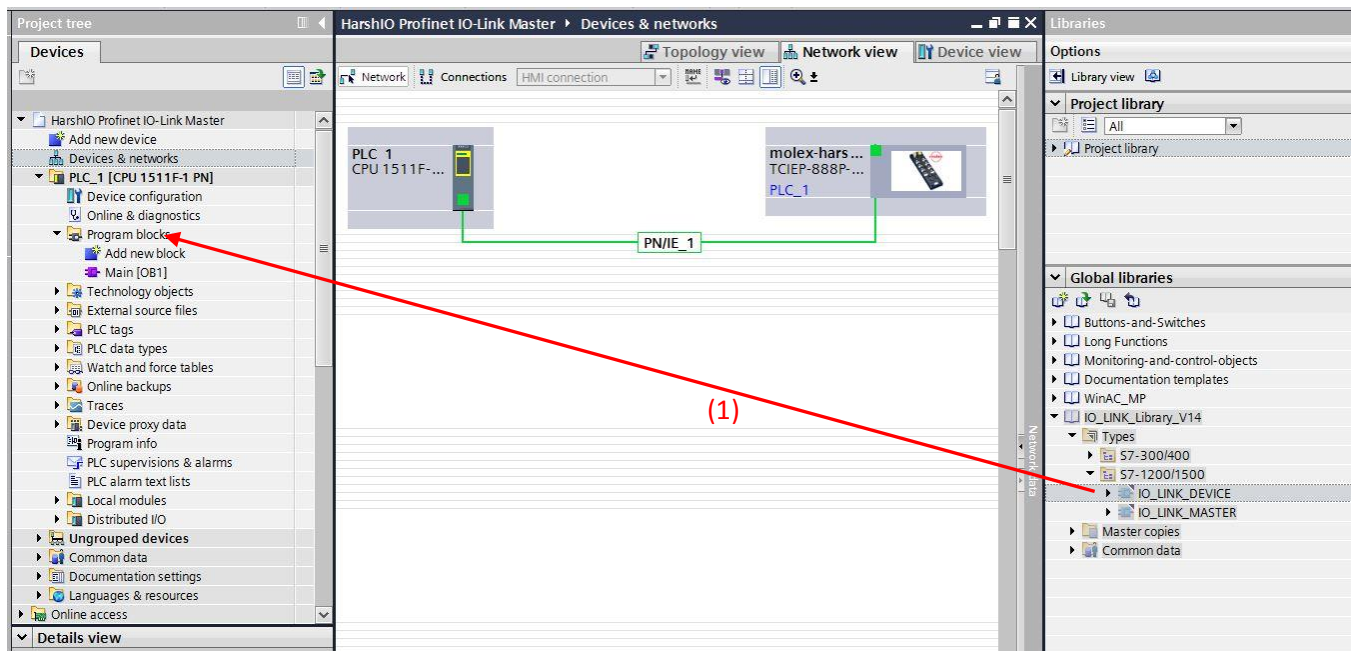 Project tree
Devices
HarshIO Profinet IO-Link Master
Add new device
Devices & networks
PLC_1 [CPU 1511F-1 PN]
Device configuration
Online & diagnostics
Program blocks
Add new block
Main [OB1]
Technology objects
External source files
PLC tags
PLC data types
Watch and force tables
Online backups
Traces
Device proxy data
Program info
PLC supervisions & alarms
PLC alarm text lists
Local modules
Distributed I/O
Ungrouped devices
Common data
Documentation settings
Languages & resources
Online access
Details view
HarshIO Profinet IO-Link Master Devices & networks
Topology view Network view Device view
Network Connections HMI connection
PLC 1
CPU 1511F-...
molex-hars ...
TCIEP-888P-...
PLC_1
PN/IE_1
(1)
Network data
Libraries
Options
Library view
Project library
All
Project library
Global libraries
Buttons-and-Switches
Long Functions
Monitoring-and-control-objects
Documentation templates
WinAC_MP
IO_LINK_Library_V14
Types
S7-300/400
S7-1200/1500
IO_LINK_DEVICE
IO_LINK_MASTER
Master copies
Common data